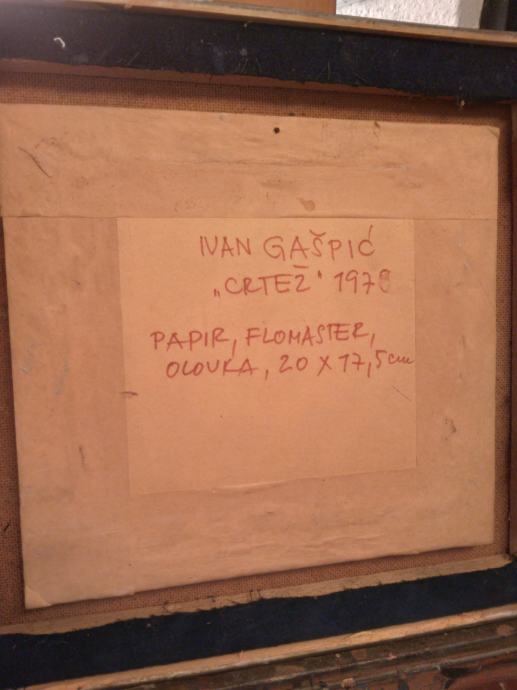 IVAN GAŠPIĆ
„CRTEŽ" 1978
PAPIR, FLOMASTER,
OLOVKA, 20 X 17,5 cm